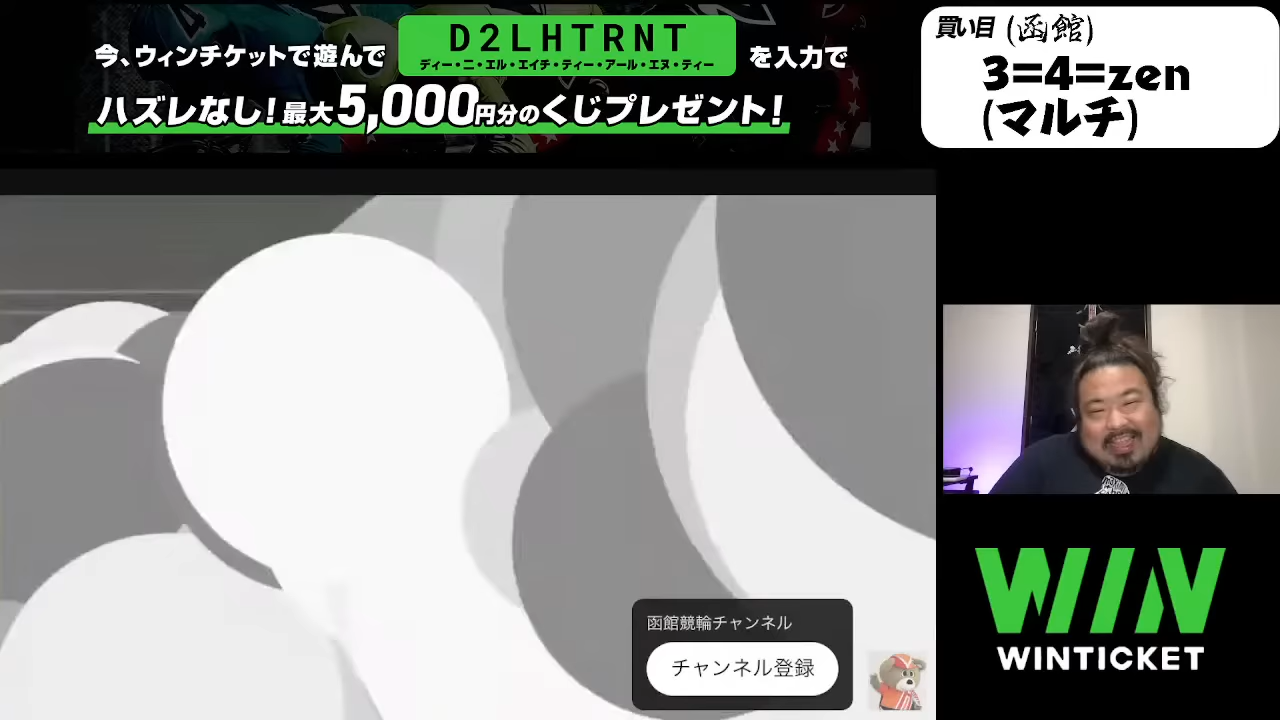 今、ウィンチケットで遊んで
D2LHTRNT
ディー・ニ・エル・エイチ・ティー・アール・エヌ・ティー
を入力で
ハズレなし!最大5,000円分のくじプレゼント!
買い目 (函館)
3=4=zen
(マルチ)
函館競輪チャンネル
チャンネル登録
WIN
WINTICKET